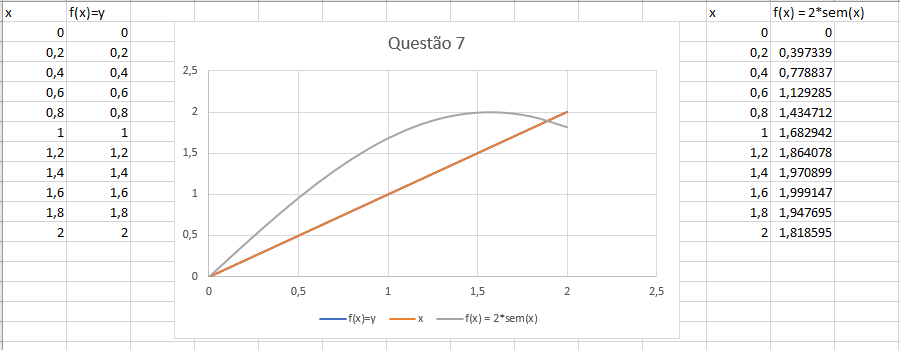 x f(x)=y x f(x) = 2*sem(x)
0 0 0 0
0,2 0,2 0,2 0,397339
0,4 0,4 0,4 0,778837
0,6 0,6 0,6 1,129285
0,8 0,8 0,8 1,434712
1 1 1 1,682942
1,2 1,2 1,2 1,864078
1,4 1,4 1,4 1,970899
1,6 1,6 1,6 1,999147
1,8 1,8 1,8 1,947695
2 2 2 1,818595
Questão 7
2,5
2
1,5
1
0,5
0
0 0,5 1 1,5 2 2,5
f(x)=y x f(x) = 2*sem(x)